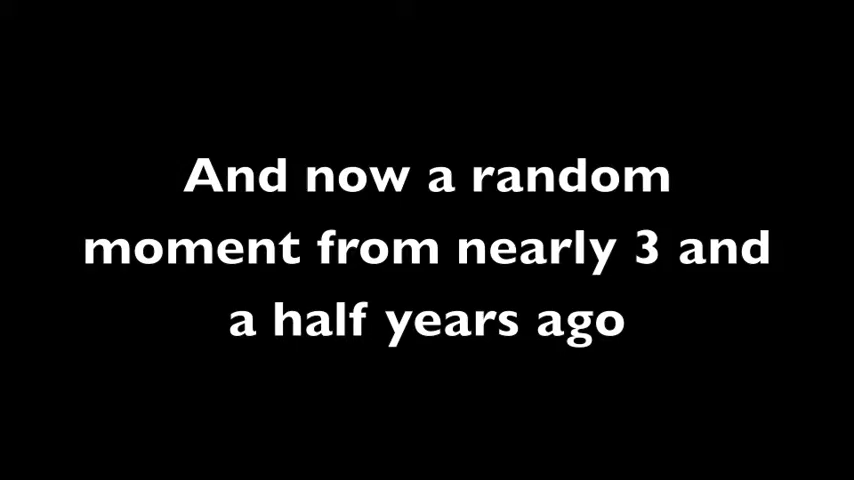 And now a random
moment from nearly 3 and
a half years ago